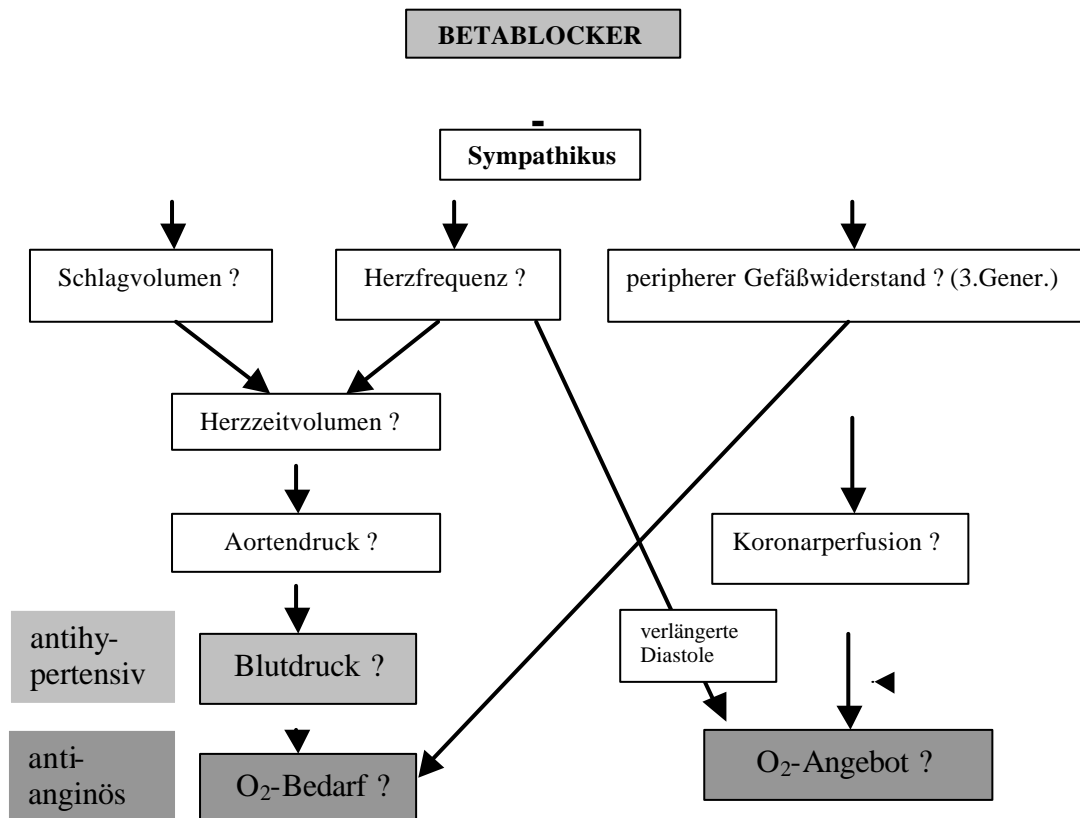 BETABLOCKER
-
Sympathikus
Schlagvolumen ?
Herzfrequenz ?
peripherer Gefäßwiderstand ? (3.Gener.)
Herzzeitvolumen ?
Aortendruck ?
Koronarperfusion ?
antihy-
pertensiv
Blutdruck ?
verlängerte
Diastole
anti-
anginös
O₂-Bedarf ?
O₂-Angebot ?